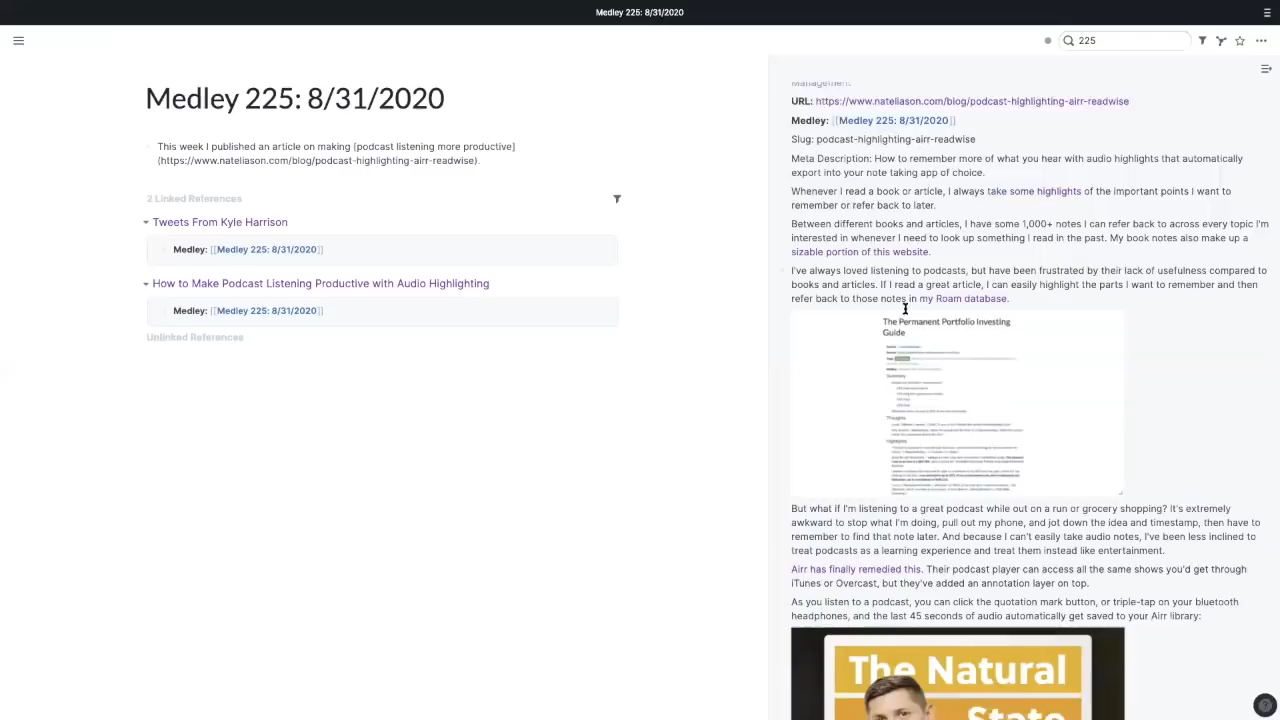 Medley 225: 8/31/2020
225
Medley 225: 8/31/2020
This week I published an article on making [podcast listening more productive]
(https://www.nateliason.com/blog/podcast-highlighting-airr-readwise).
2 Linked References
Tweets From Kyle Harrison
Medley: [[Medley 225: 8/31/2020]]
How to Make Podcast Listening Productive with Audio Highlighting
Medley: [[Medley 225: 8/31/2020]]
Unlinked References
Management
URL: https://www.nateliason.com/blog/podcast-highlighting-airr-readwise
Medley: [[Medley 225: 8/31/2020]]
Slug: podcast-highlighting-airr-readwise
Meta Description: How to remember more of what you hear with audio highlights that automatically
export into your note taking app of choice.
Whenever I read a book or article, I always take some highlights of the important points I want to
remember or refer back to later.
Between different books and articles, I have some 1,000+ notes I can refer back to across every topic I'm
interested in whenever I need to look up something I read in the past. My book notes also make up a
sizable portion of this website.
I've always loved listening to podcasts, but have been frustrated by their lack of usefulness compared to
books and articles. If I read a great article, I can easily highlight the parts I want to remember and then
refer back to those notes in my Roam database.
The Permanent Portfolio Investing
Guide
Summary
Thoughts
Highlights
But what if I'm listening to a great podcast while out on a run or grocery shopping? It's extremely
awkward to stop what I'm doing, pull out my phone, and jot down the idea and timestamp, then have to
remember to find that note later. And because I can't easily take audio notes, I've been less inclined to
treat podcasts as a learning experience and treat them instead like entertainment.
Airr has finally remedied this. Their podcast player can access all the same shows you'd get through
iTunes or Overcast, but they've added an annotation layer on top.
As you listen to a podcast, you can click the quotation mark button, or triple-tap on your bluetooth
headphones, and the last 45 seconds of audio automatically get saved to your Airr library:
The Natural
State